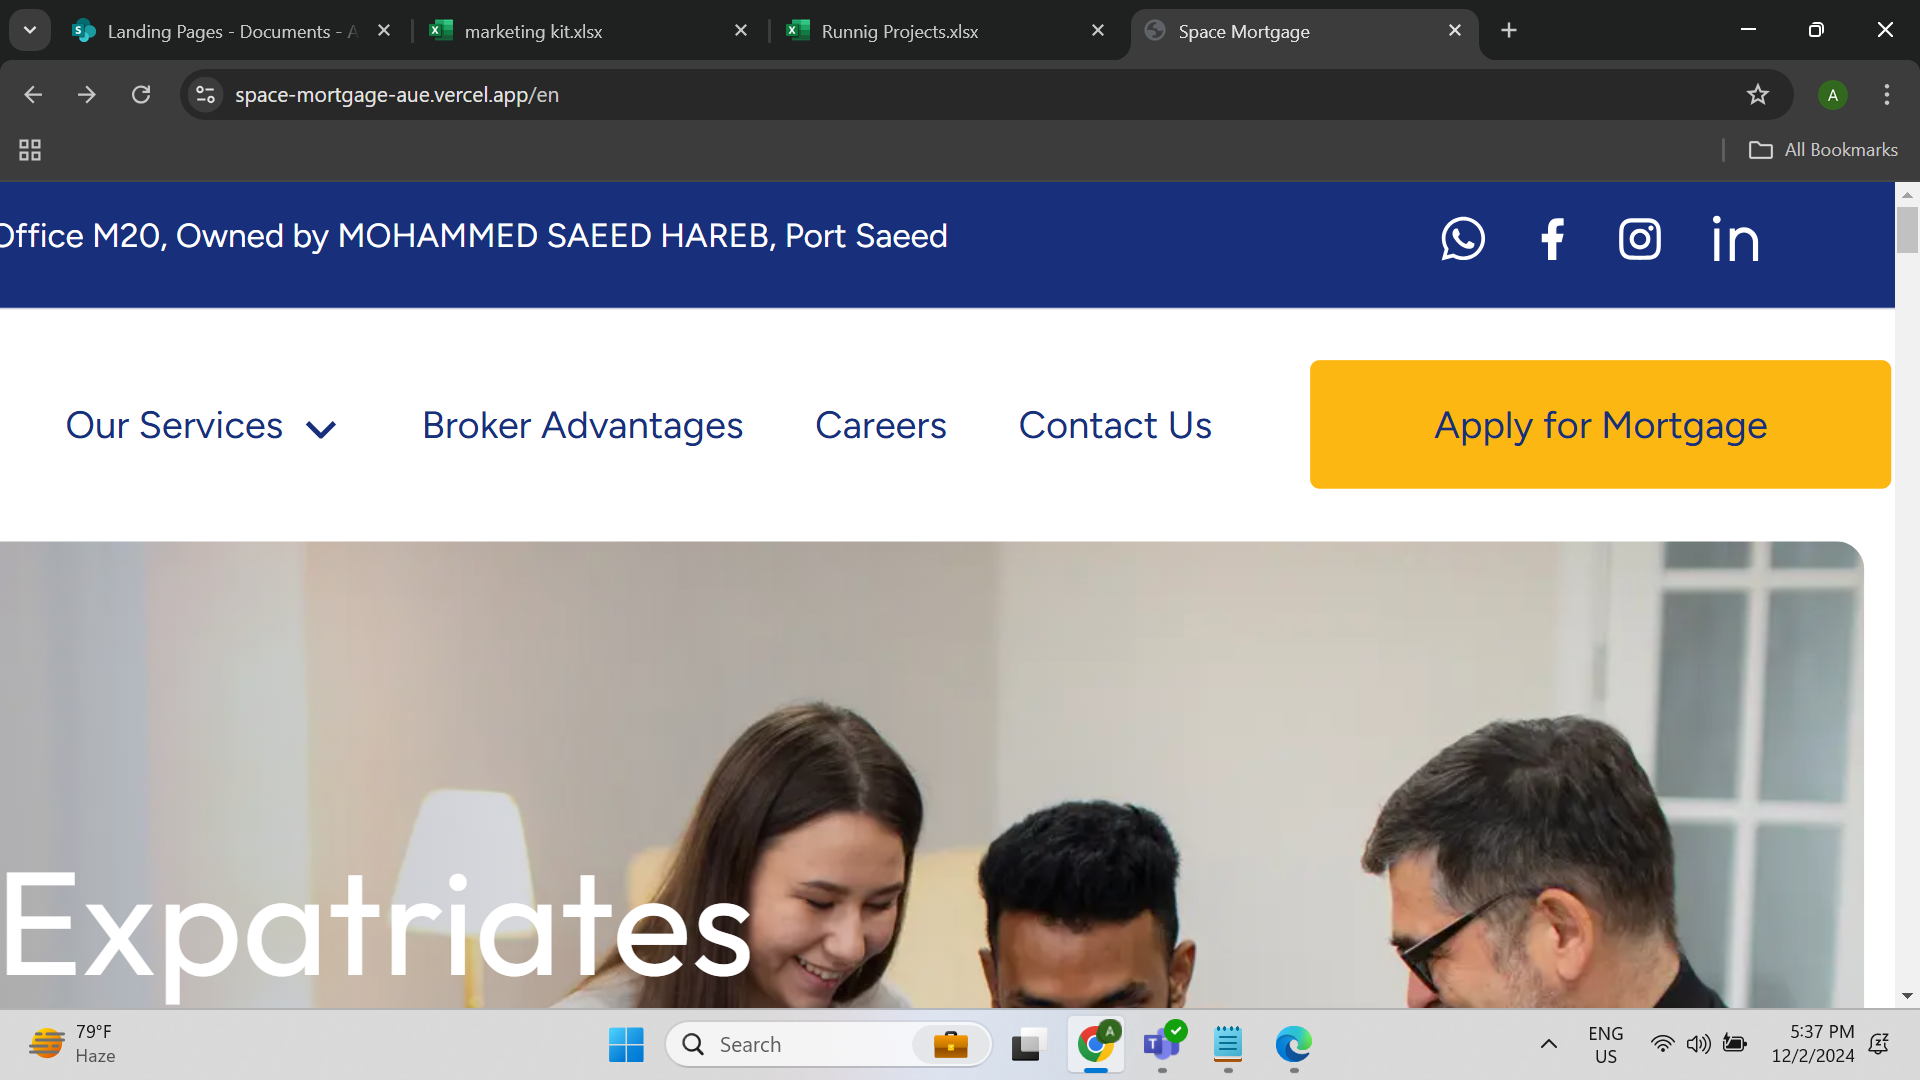 Landing Pages - Documents - A
marketing kit.xlsx
Runnig Projects.xlsx
Space Mortgage
space-mortgage-aue.vercel.app/en
A
All Bookmarks
Office M20, Owned by MOHAMMED SAEED HAREB, Port Saeed
Our Services
Broker Advantages
Careers
Contact Us
Apply for Mortgage
Expatriates
79°F
Haze
Search
ENG
US
5:37 PM
12/2/2024